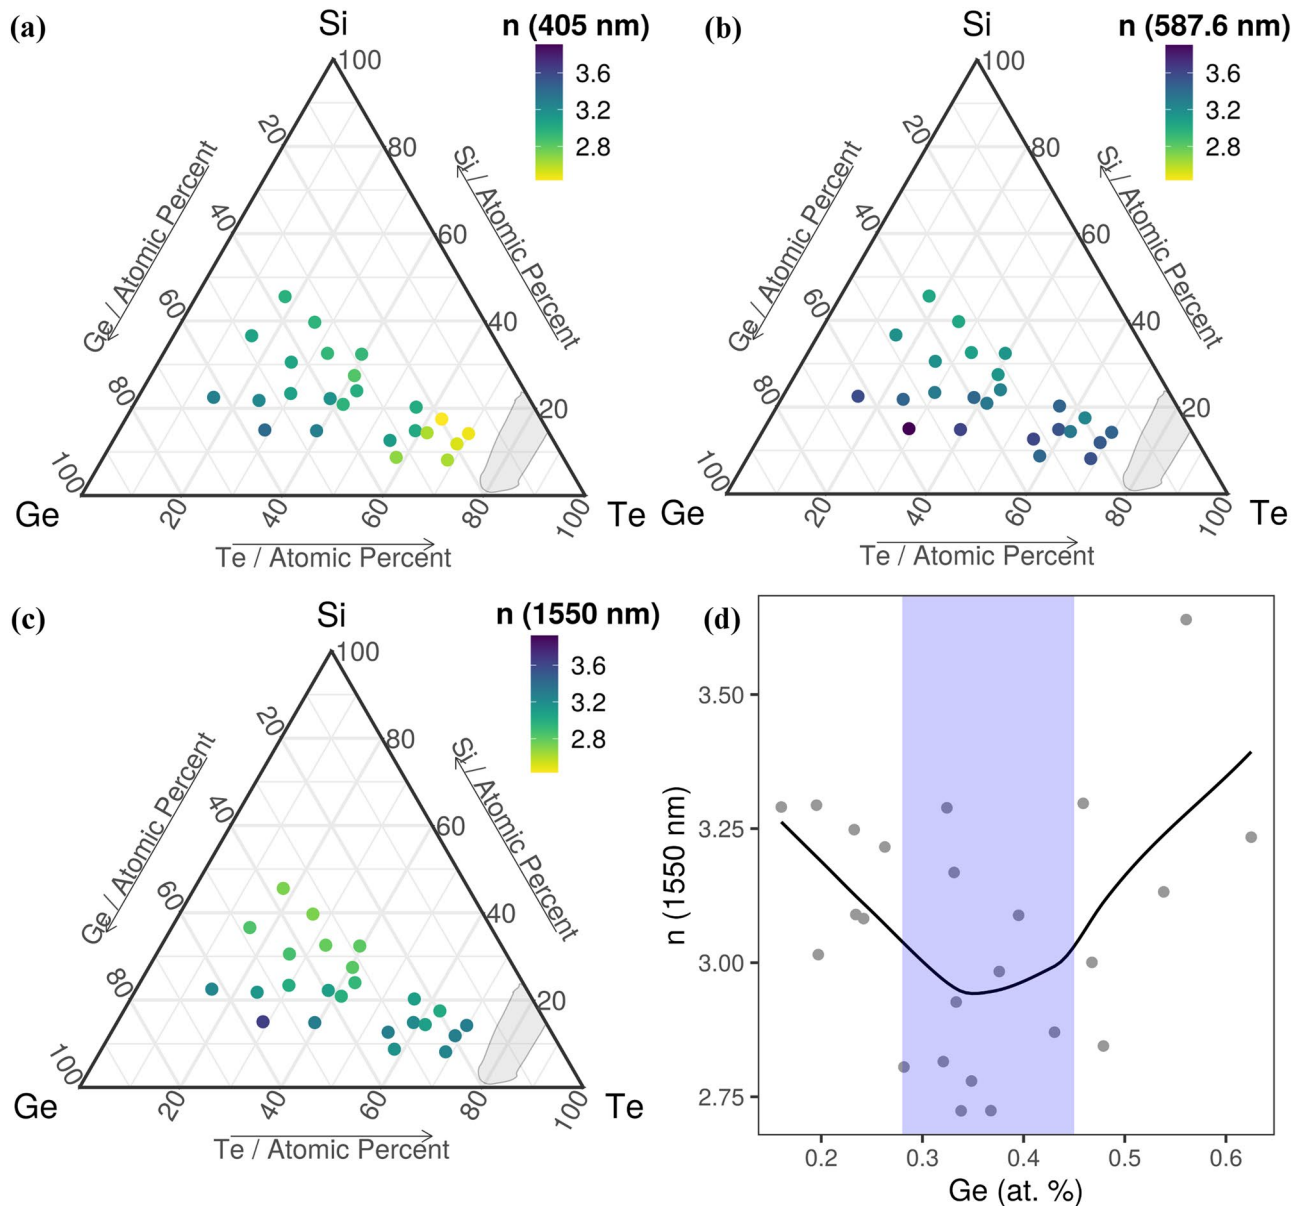 (a)
Si
n (405 nm)
3.6
3.2
2.8
100
80
60
40
20
Si / Atomic Percent
20
40
60
80
100
Ge / Atomic Percent
Ge
20
40
60
80
100
Te
Te / Atomic Percent
(b)
Si
n (587.6 nm)
3.6
3.2
2.8
100
80
60
40
20
Si / Atomic Percent
20
40
60
80
100
Ge / Atomic Percent
Ge
20
40
60
80
100
Te
Te / Atomic Percent
(c)
Si
n (1550 nm)
3.6
3.2
2.8
100
80
60
40
20
Si / Atomic Percent
20
40
60
80
100
Ge / Atomic Percent
Ge
20
40
60
80
100
Te
Te / Atomic Percent
(d)
n (1550 nm)
3.50
3.25
3.00
2.75
0.2
0.3
0.4
0.5
0.6
Ge (at. %)